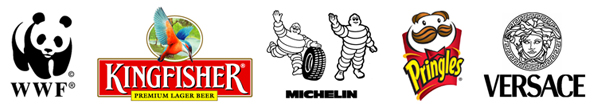 WWF®
©
KINGFISHER®
PREMIUM LAGER BEER
MICHELIN
Pringles®
VERSACE